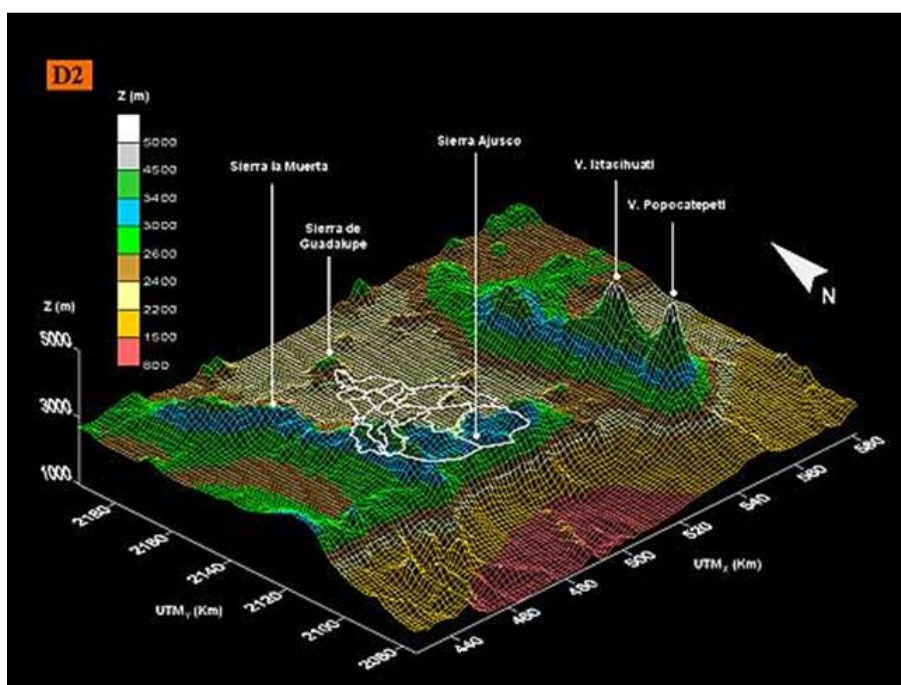 D2
Z (m)
5000
4500
3400
3000
2600
2400
2200
1500
800
Sierra la Muerta
Sierra de
Guadalupe
Sierra Ajusco
V. Iztacihuatl
V. Popocatepetl
N
Z (m)
5000
3000
1000
2180
2160
2140
2120
2100
2080
UTMY (Km)
440
460
480
500
520
540
560
580
UTMX (Km)